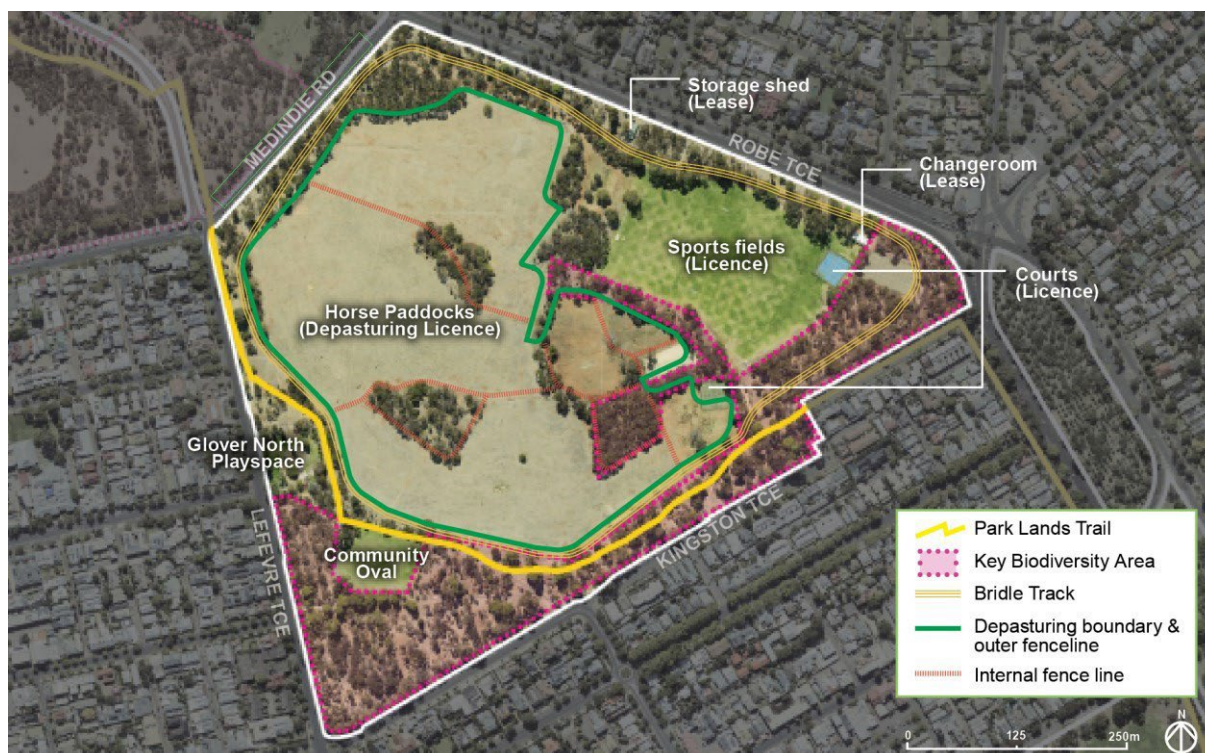 MEDINDIE RD
Storage shed
(Lease)
ROBE TCE
Changeroom
(Lease)
Sports fields
(Licence)
Courts
(Licence)
Horse Paddocks
(Depasturing Licence)
Glover North
Playspace
LEFEVRE TCE
Community
Oval
KINGSTON TCE
Park Lands Trail
Key Biodiversity Area
Bridle Track
Depasturing boundary &
outer fenceline
Internal fence line
0 125 250m
N